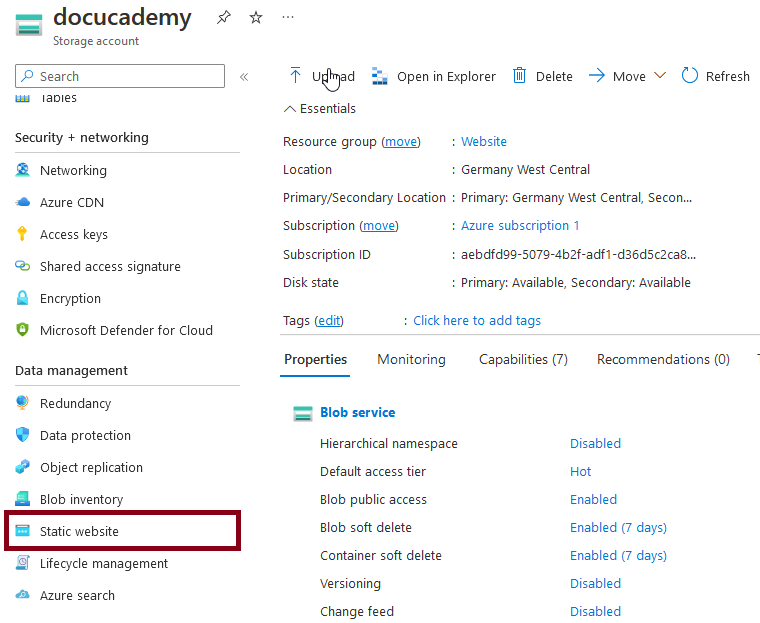 docucademy
Storage account
Search
Tables
Security + networking
Networking
Azure CDN
Access keys
Shared access signature
Encryption
Microsoft Defender for Cloud
Data management
Redundancy
Data protection
Object replication
Blob inventory
Static website
Lifecycle management
Azure search
Upload Open in Explorer Delete Move Refresh
Essentials
Resource group (move) : Website
Location : Germany West Central
Primary/Secondary Location : Primary: Germany West Central, Secon...
Subscription (move) : Azure subscription 1
Subscription ID : aebdfd99-5079-4b2f-adf1-d36d5c2ca8...
Disk state : Primary: Available, Secondary: Available
Tags (edit) : Click here to add tags
Properties Monitoring Capabilities (7) Recommendations (0)
Blob service
Hierarchical namespace Disabled
Default access tier Hot
Blob public access Enabled
Blob soft delete Enabled (7 days)
Container soft delete Enabled (7 days)
Versioning Disabled
Change feed Disabled